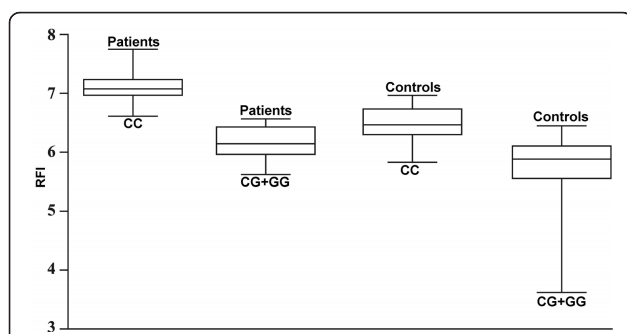 8
7
6
5
4
3
RFI
Patients
CC
Patients
CG+GG
Controls
CC
Controls
CG+GG